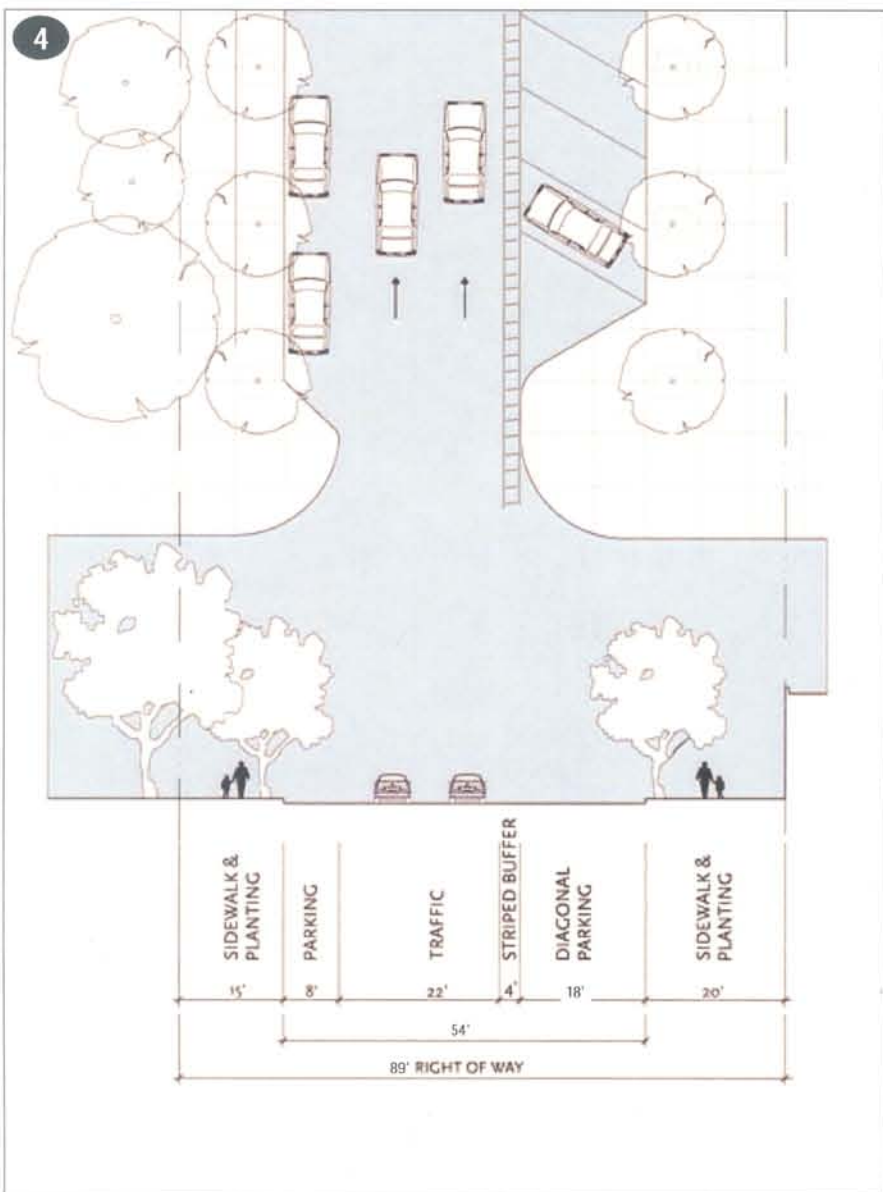 4
SIDEWALK &
PLANTING
PARKING
TRAFFIC
STRIPED BUFFER
DIAGONAL
PARKING
SIDEWALK &
PLANTING
15'
8'
22'
4'
18'
20'
54'
89' RIGHT OF WAY